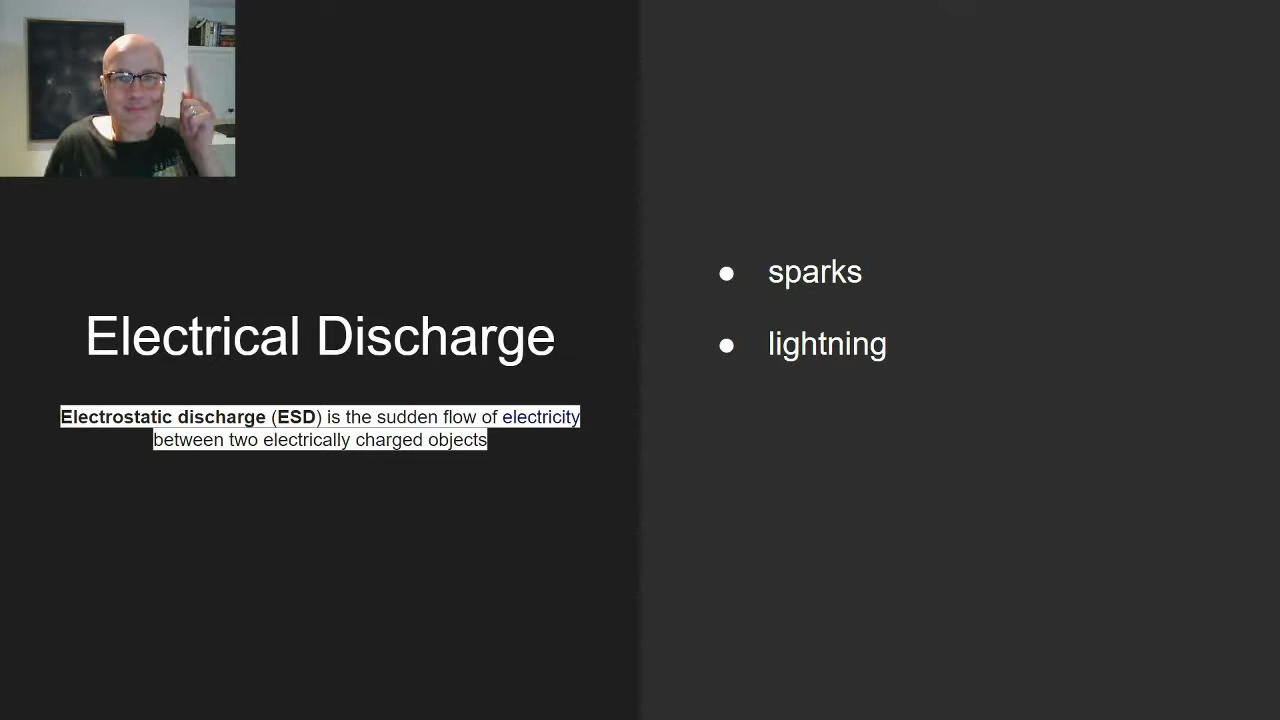 Electrical Discharge
Electrostatic discharge (ESD) is the sudden flow of electricity
between two electrically charged objects
● sparks
● lightning